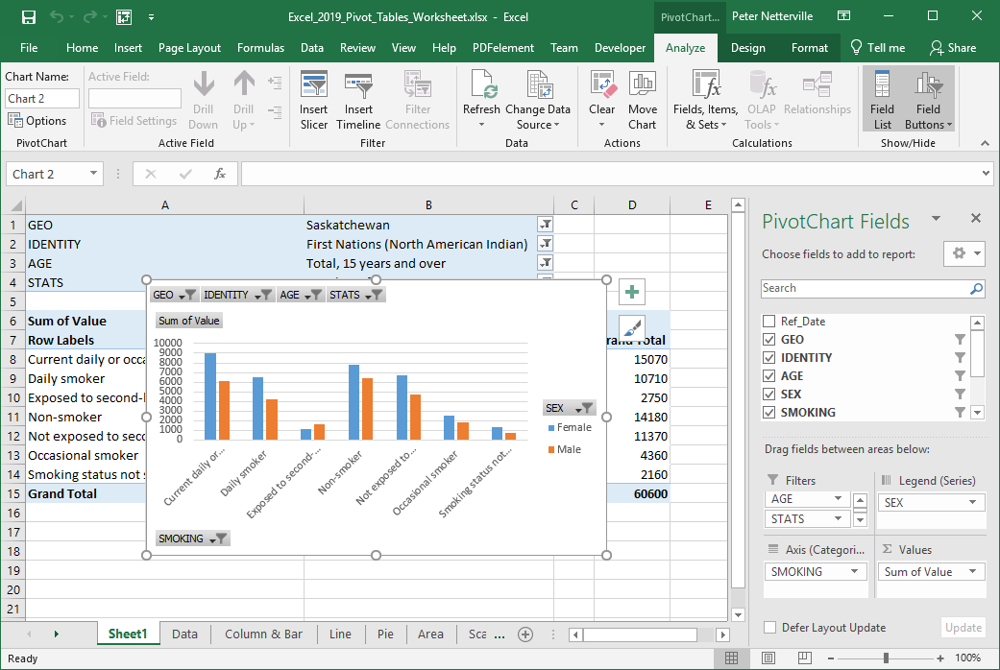 Excel_2019_Pivot_Tables_Worksheet.xlsx - Excel
PivotChart...
Peter Netterville
File Home Insert Page Layout Formulas Data Review View Help PDFelement Team Developer Analyze Design Format Tell me Share
Chart Name:
Chart 2
Options
PivotChart
Active Field:
Field Settings
Drill Down
Drill Up
Active Field
Insert Slicer
Insert Timeline
Filter Connections
Filter
Refresh
Change Data Source
Data
Clear
Move Chart
Actions
Fields, Items, & Sets
OLAP Tools
Relationships
Calculations
Field List
Field Buttons
Show/Hide
Chart 2
fx
A B C D E
1 GEO Saskatchewan
2 IDENTITY First Nations (North American Indian)
3 AGE Total, 15 years and over
4 STATS
5
6 Sum of Value
7 Row Labels Total
8 Current daily or occa 15070
9 Daily smoker 10710
10 Exposed to second- 2750
11 Non-smoker 14180
12 Not exposed to sec 11370
13 Occasional smoker 4360
14 Smoking status not 2160
15 Grand Total 60600
16
17
18
19
20
21
GEO IDENTITY AGE STATS
Sum of Value
10000
9000
8000
7000
6000
5000
4000
3000
2000
1000
0
Current daily or...
Daily smoker
Exposed to second-...
Non-smoker
Not exposed to...
Occasional smoker
Smoking status not...
SEX
Female
Male
SMOKING
PivotChart Fields
Choose fields to add to report:
Search
Ref_Date
GEO
IDENTITY
AGE
SEX
SMOKING
Drag fields between areas below:
Filters
AGE
STATS
Legend (Series)
SEX
Axis (Categori...
SMOKING
Σ Values
Sum of Value
Defer Layout Update
Update
Sheet1 Data Column & Bar Line Pie Area Sca ...
Ready
100%